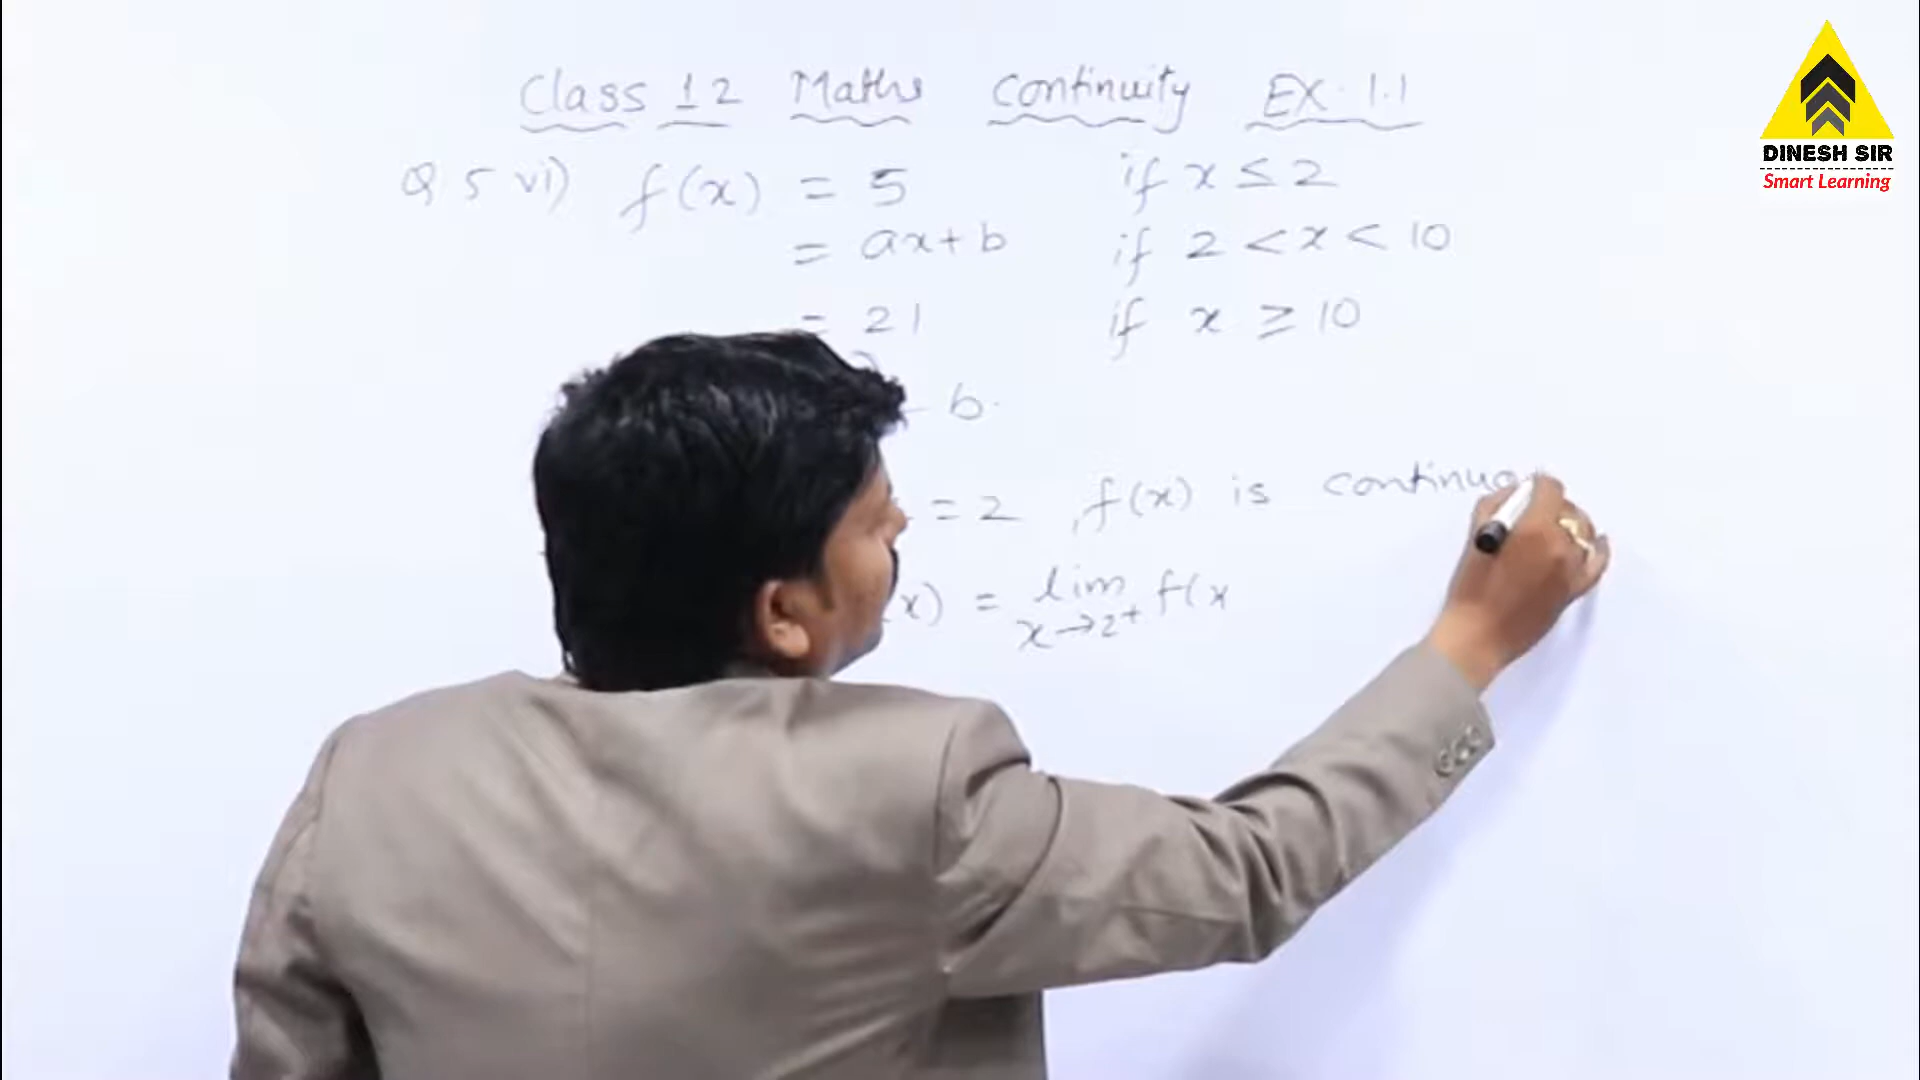 Class 12 Maths Continuity EX. 1.1
Q 5 vi) f(x) = 5 if x ≤ 2
= ax+b if 2 < x < 10
= 21 if x ≥ 10
b.
= 2 , f(x) is continuo
(x) = lim f(x
x→2+
DINESH SIR
Smart Learning